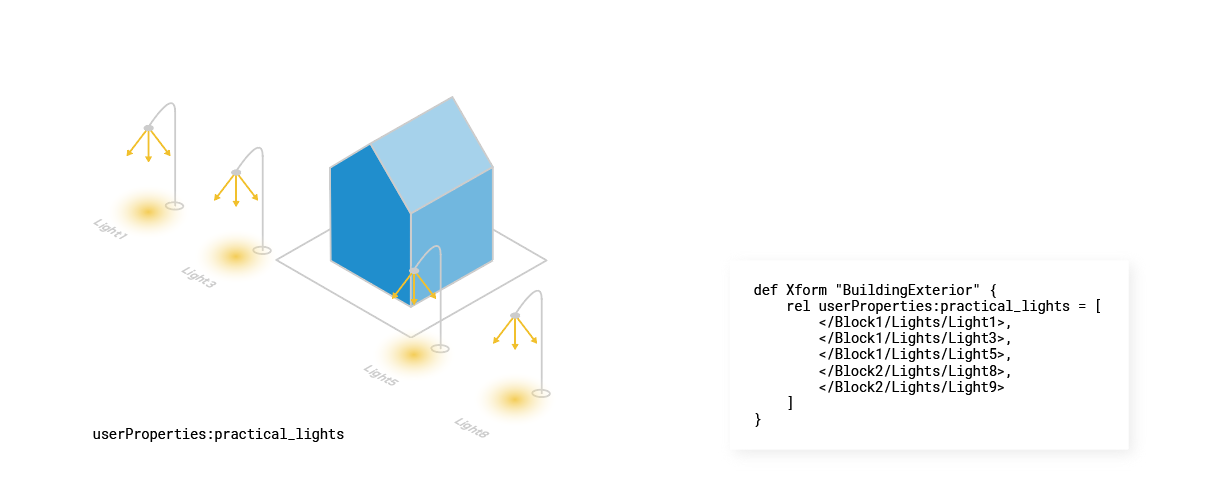 Light1
Light3
Light5
Light8
userProperties:practical_lights
def Xform "BuildingExterior" {
    rel userProperties:practical_lights = [
        </Block1/Lights/Light1>,
        </Block1/Lights/Light3>,
        </Block1/Lights/Light5>,
        </Block2/Lights/Light8>,
        </Block2/Lights/Light9>
    ]
}